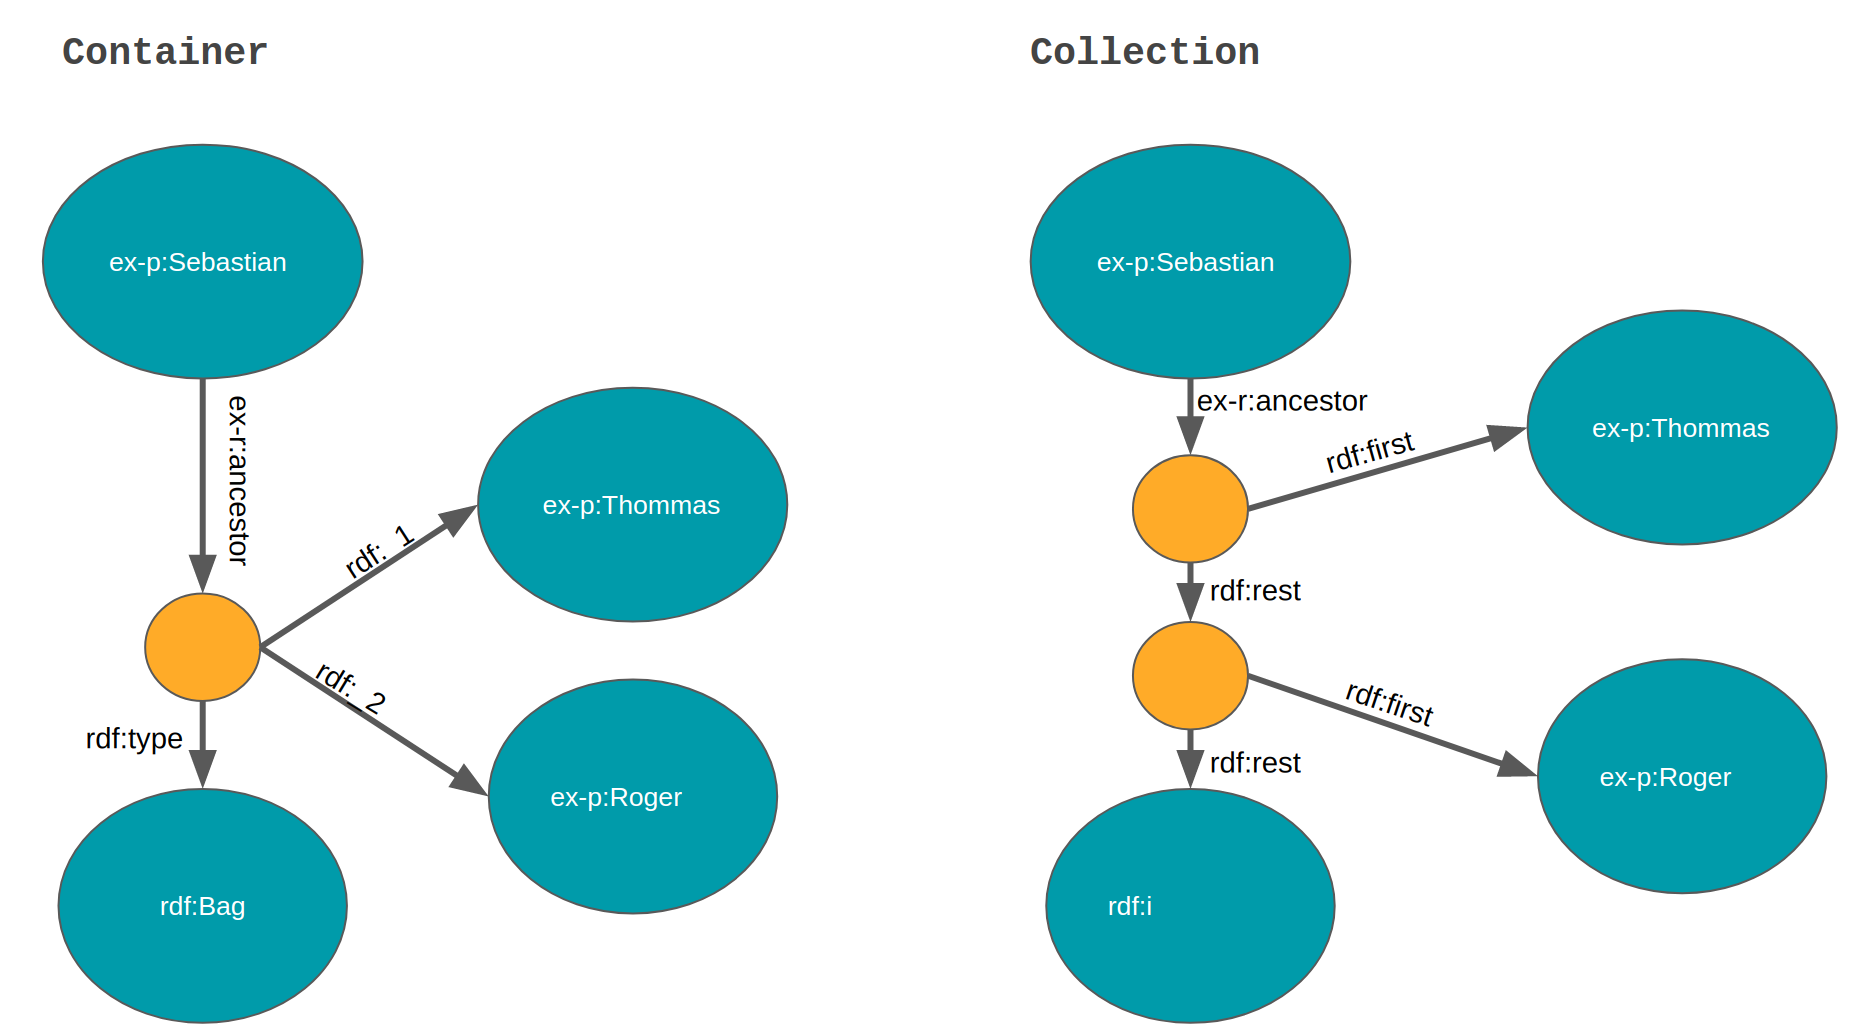 Container
ex-p:Sebastian
ex-r:ancestor
rdf:_1
ex-p:Thommas
rdf:_2
rdf:type
ex-p:Roger
rdf:Bag
Collection
ex-p:Sebastian
ex-r:ancestor
rdf:first
ex-p:Thommas
rdf:rest
rdf:first
rdf:rest
ex-p:Roger
rdf:i